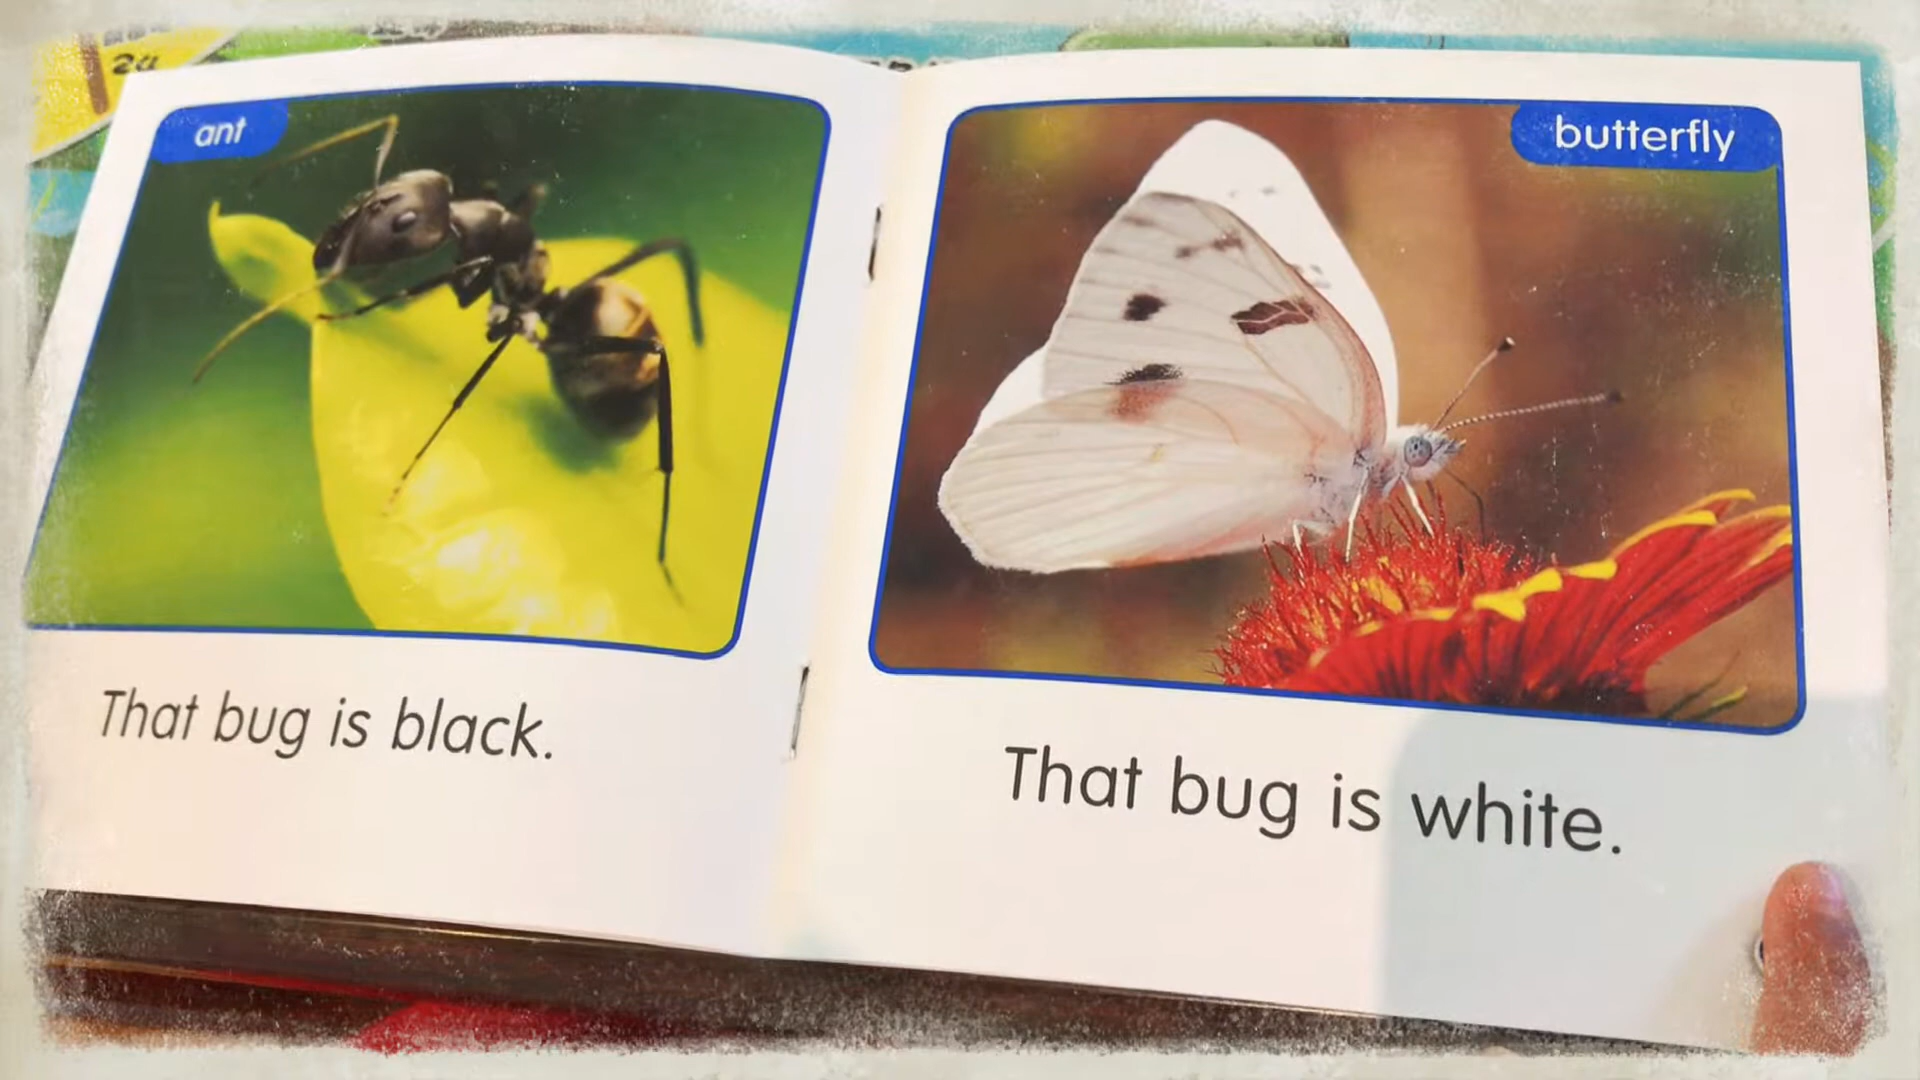 ant
That bug is black.
butterfly
That bug is white.